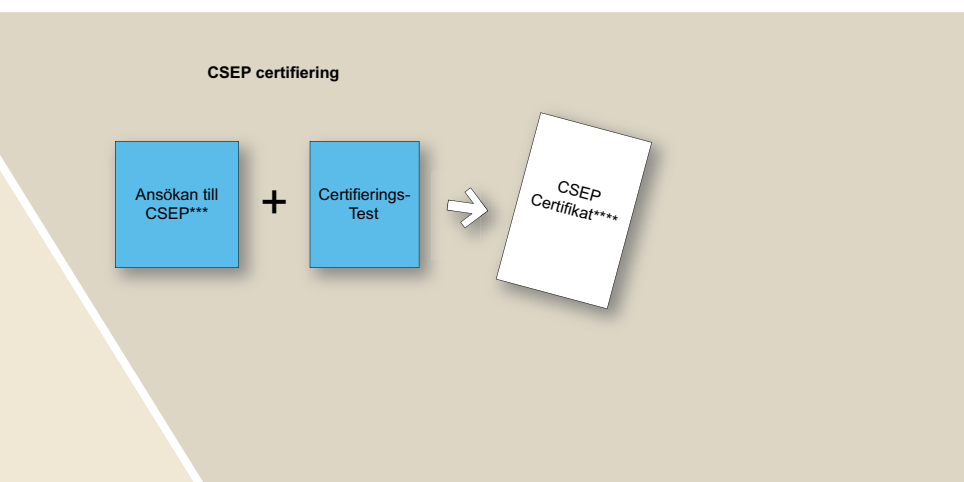 CSEP certifiering
Ansökan till
CSEP***
+
Certifierings-
Test
CSEP
Certifikat****